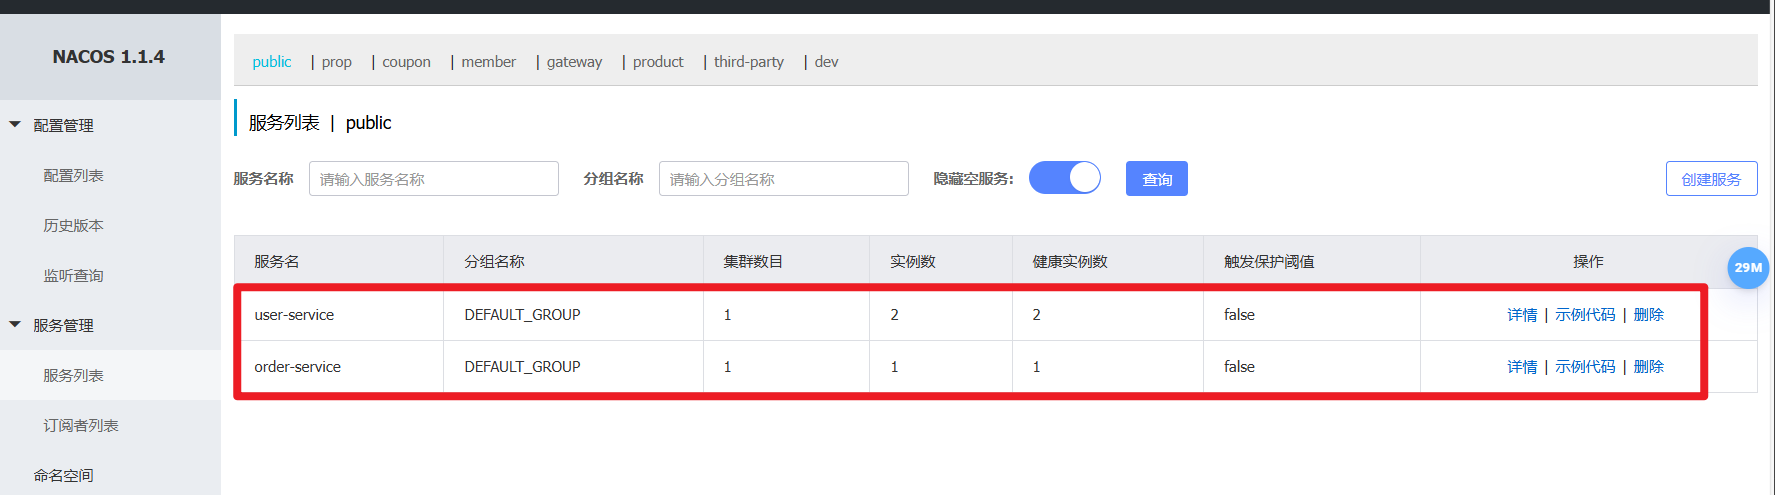 NACOS 1.1.4
配置管理
配置列表
历史版本
监听查询
服务管理
服务列表
订阅者列表
命名空间
public | prop | coupon | member | gateway | product | third-party | dev
服务列表 | public
服务名称 请输入服务名称 分组名称 请输入分组名称 隐藏空服务: 查询 创建服务
服务名 分组名称 集群数目 实例数 健康实例数 触发保护阈值 操作
29M
user-service DEFAULT_GROUP 1 2 2 false 详情 | 示例代码 | 删除
order-service DEFAULT_GROUP 1 1 1 false 详情 | 示例代码 | 删除